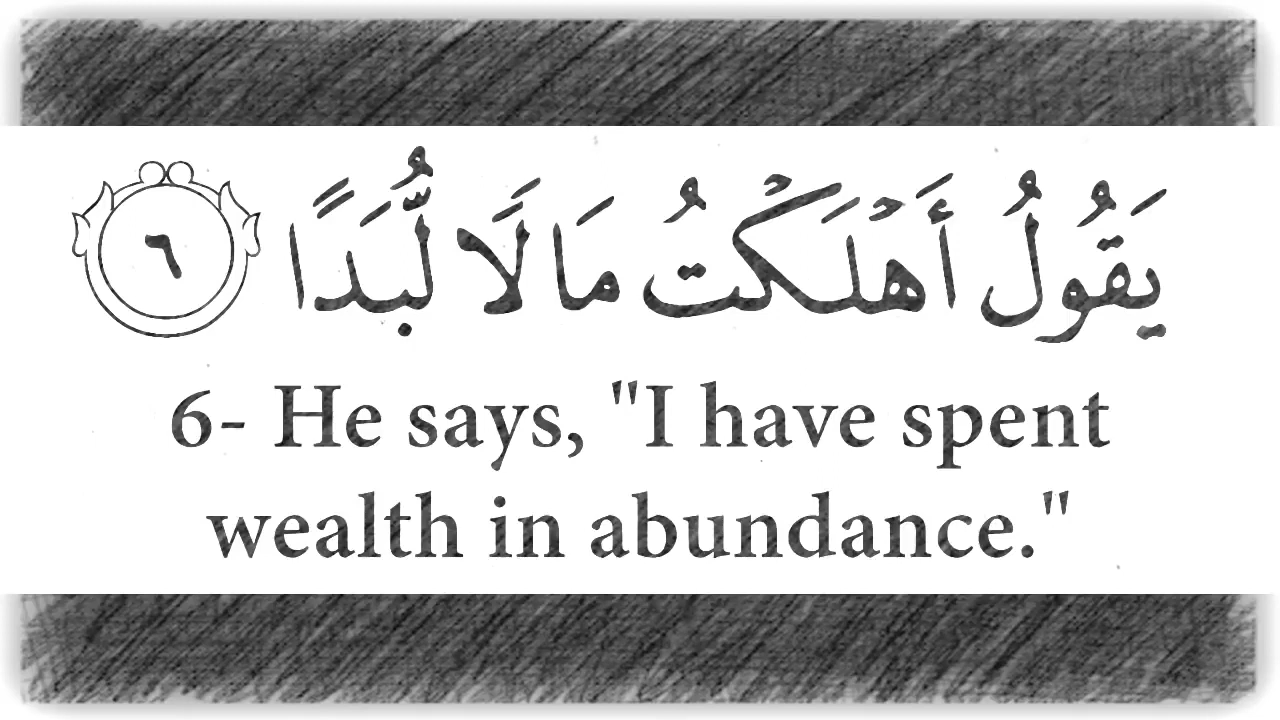 يَقُولُ أَهْلَكْتُ مَالًا لُّبَدًا ٦
6- He says, "I have spent
wealth in abundance."